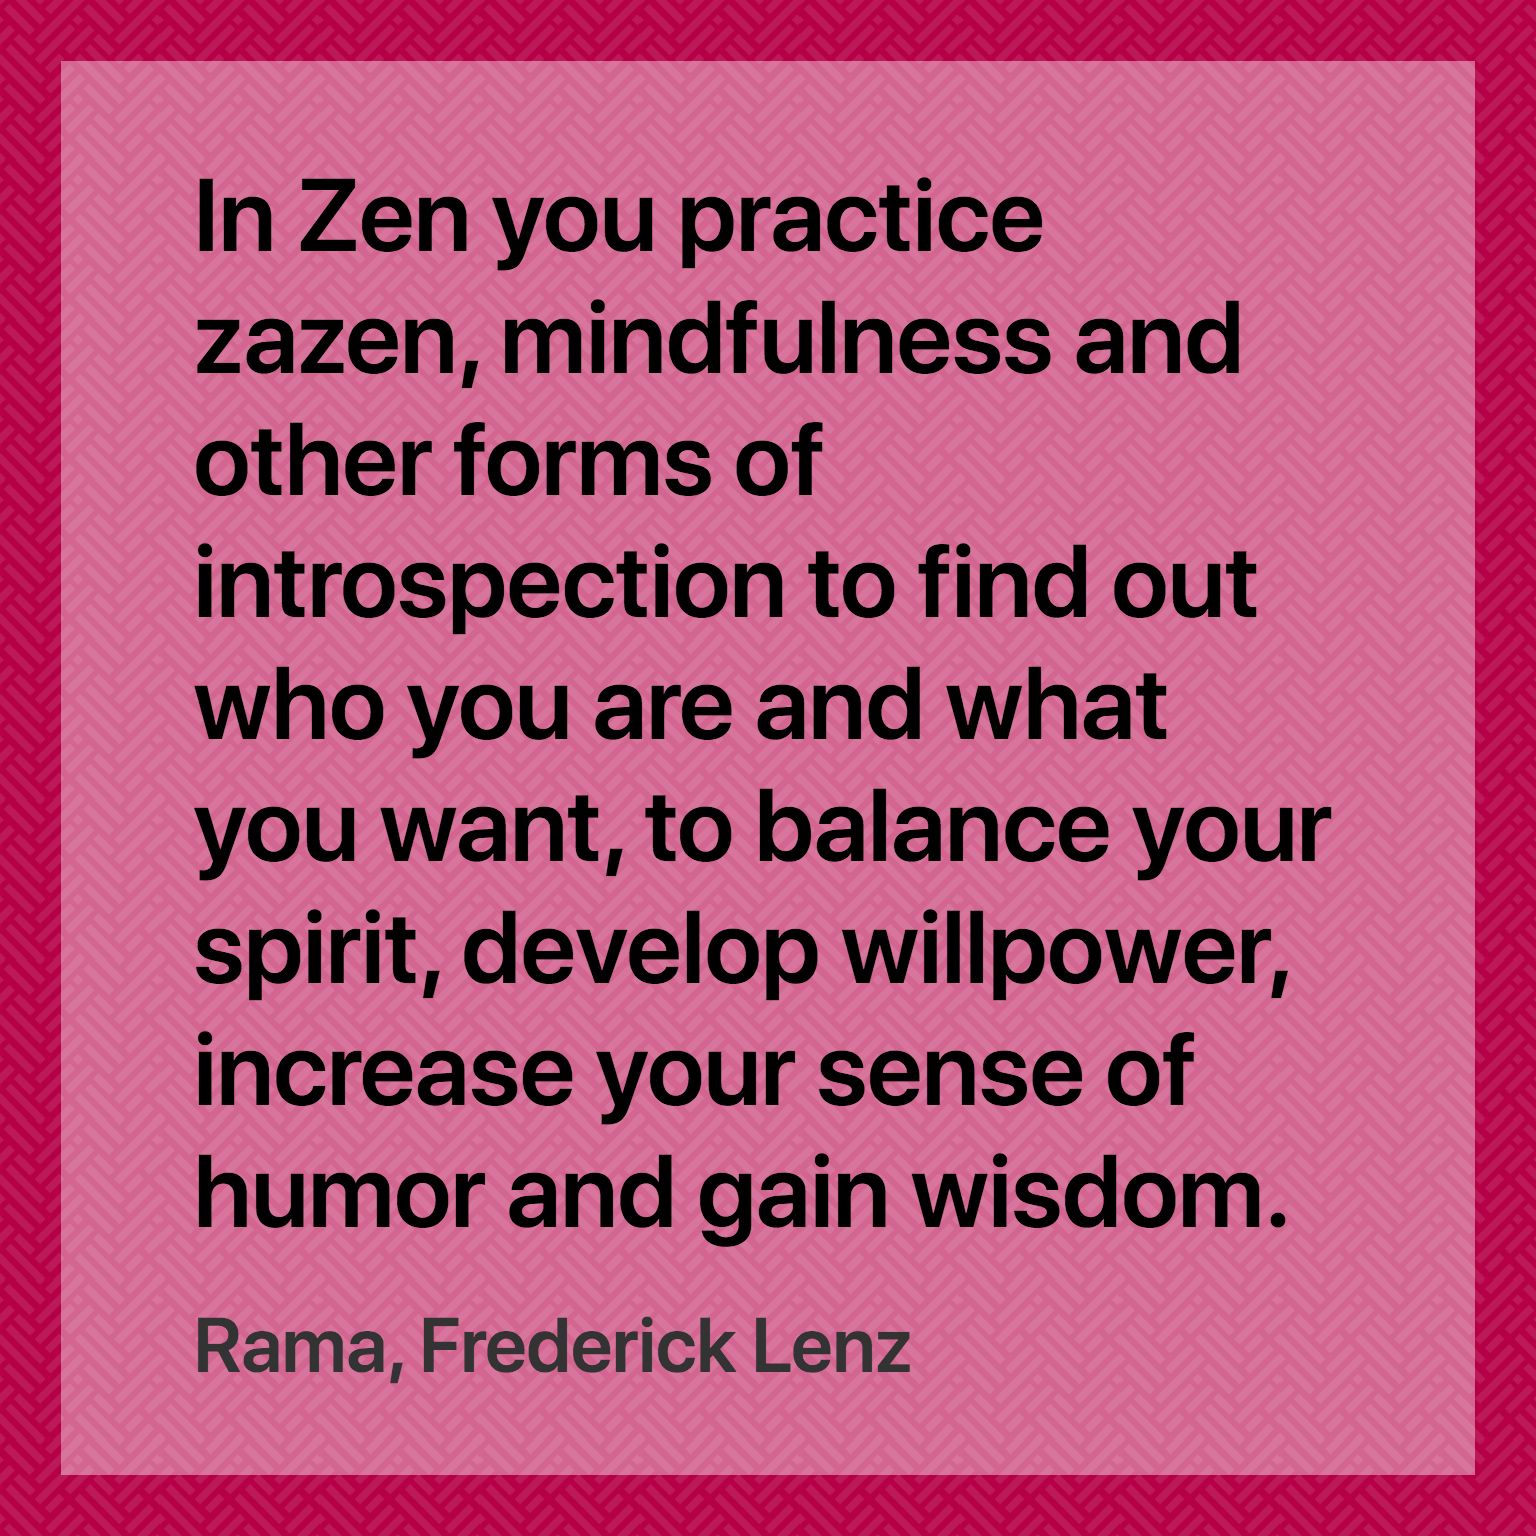 In Zen you practice
zazen, mindfulness and
other forms of
introspection to find out
who you are and what
you want, to balance your
spirit, develop willpower,
increase your sense of
humor and gain wisdom.
Rama, Frederick Lenz